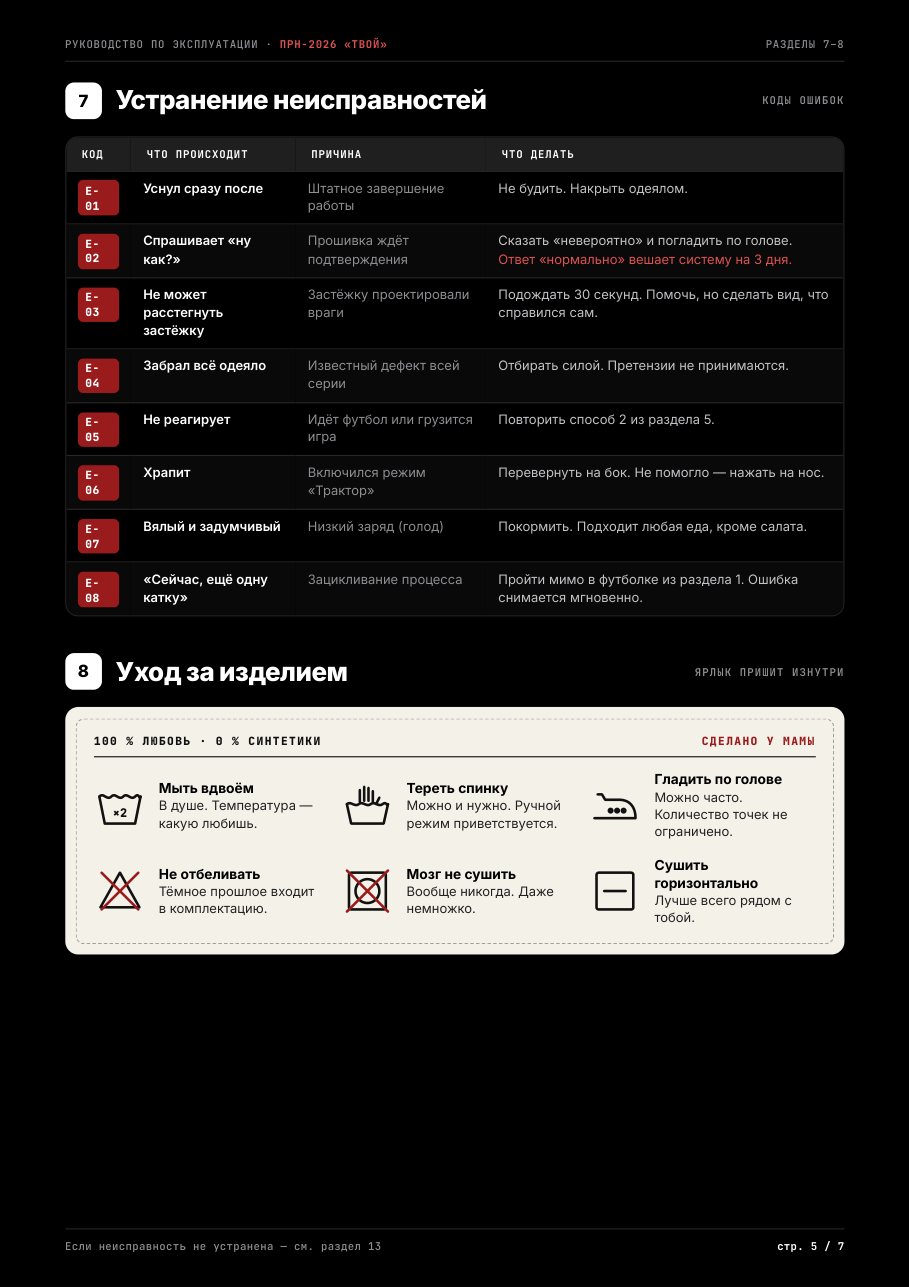 РУКОВОДСТВО ПО ЭКСПЛУАТАЦИИ · ПРН-2026 «ТВОЙ»
РАЗДЕЛЫ 7–8
7
Устранение неисправностей
КОДЫ ОШИБОК
КОД
ЧТО ПРОИСХОДИТ
ПРИЧИНА
ЧТО ДЕЛАТЬ
E-
01
Уснул сразу после
Штатное завершение
работы
Не будить. Накрыть одеялом.
E-
02
Спрашивает «ну
как?»
Прошивка ждёт
подтверждения
Сказать «невероятно» и погладить по голове.
Ответ «нормально» вешает систему на 3 дня.
E-
03
Не может
расстегнуть
застёжку
Застёжку проектировали
враги
Подождать 30 секунд. Помочь, но сделать вид, что
справился сам.
E-
04
Забрал всё одеяло
Известный дефект всей
серии
Отбирать силой. Претензии не принимаются.
E-
05
Не реагирует
Идёт футбол или грузится
игра
Повторить способ 2 из раздела 5.
E-
06
Храпит
Включился режим
«Трактор»
Перевернуть на бок. Не помогло — нажать на нос.
E-
07
Вялый и задумчивый
Низкий заряд (голод)
Покормить. Подходит любая еда, кроме салата.
E-
08
«Сейчас, ещё одну
катку»
Зацикливание процесса
Пройти мимо в футболке из раздела 1. Ошибка
снимается мгновенно.
8
Уход за изделием
ЯРЛЫК ПРИШИТ ИЗНУТРИ
100 % ЛЮБОВЬ · 0 % СИНТЕТИКИ
СДЕЛАНО У МАМЫ
×2
Мыть вдвоём
В душе. Температура —
какую любишь.
Тереть спинку
Можно и нужно. Ручной
режим приветствуется.
Гладить по голове
Можно часто.
Количество точек не
ограничено.
Не отбеливать
Тёмное прошлое входит
в комплектацию.
Мозг не сушить
Вообще никогда. Даже
немножко.
Сушить
горизонтально
Лучше всего рядом с
тобой.
Если неисправность не устранена — см. раздел 13
стр. 5 / 7